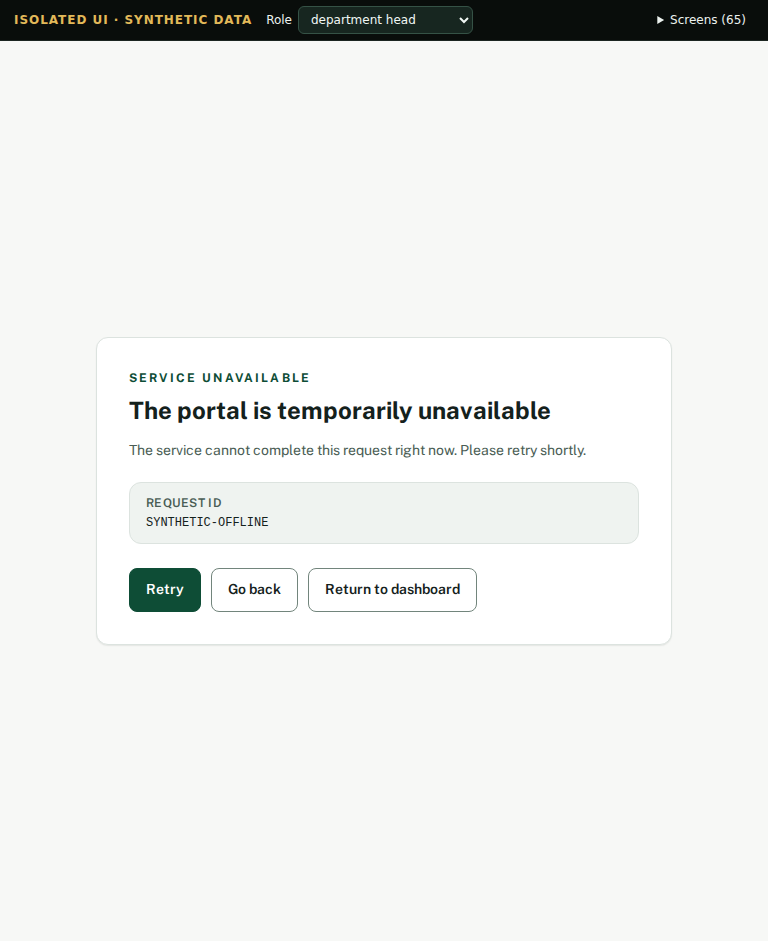 ISOLATED UI · SYNTHETIC DATA Role department head ▶ Screens (65)
SERVICE UNAVAILABLE
The portal is temporarily unavailable
The service cannot complete this request right now. Please retry shortly.
REQUEST ID
SYNTHETIC-OFFLINE
Retry Go back Return to dashboard